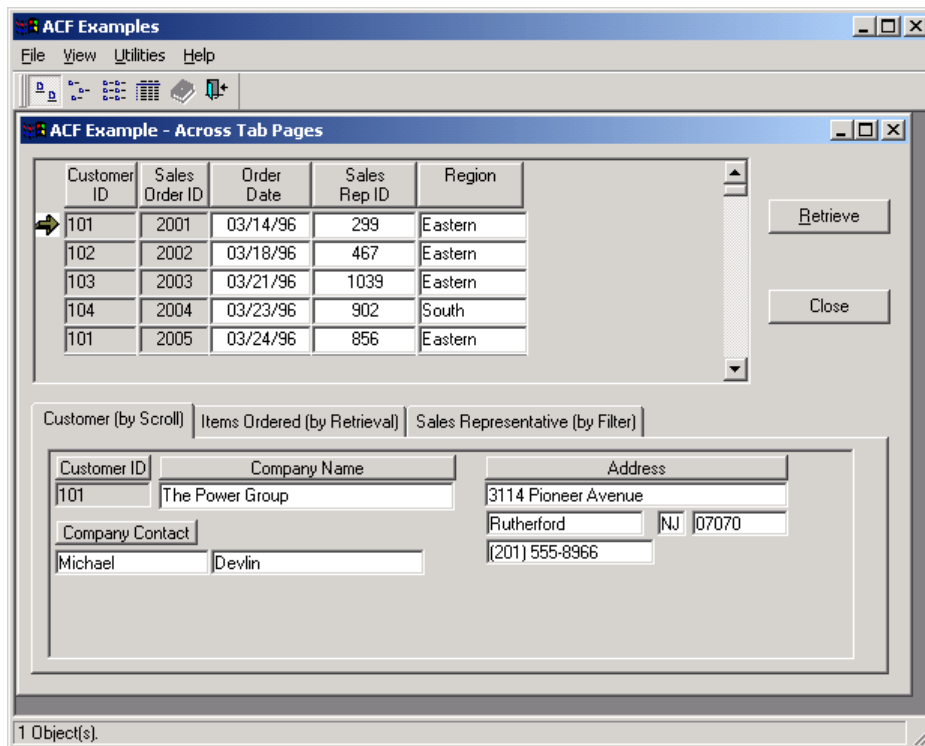 ACF Examples
File View Utilities Help
ACF Example - Across Tab Pages
Customer ID Sales Order ID Order Date Sales Rep ID Region
101 2001 03/14/96 299 Eastern
102 2002 03/18/96 467 Eastern
103 2003 03/21/96 1039 Eastern
104 2004 03/23/96 902 South
101 2005 03/24/96 856 Eastern
Retrieve
Close
Customer (by Scroll) Items Ordered (by Retrieval) Sales Representative (by Filter)
Customer ID Company Name Address
101 The Power Group 3114 Pioneer Avenue
Rutherford NJ 07070
Company Contact
(201) 555-8966
Michael Devlin
1 Object(s).